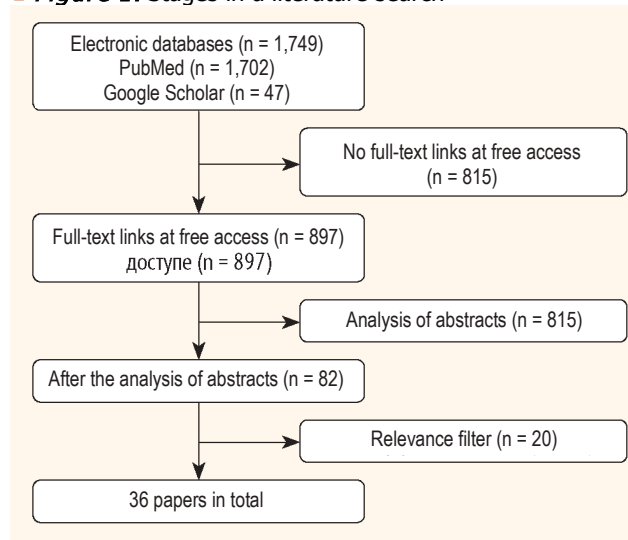 Figure 1. Stages in a literature search
Electronic databases (n = 1,749)
PubMed (n = 1,702)
Google Scholar (n = 47)
No full-text links at free access
(n = 815)
Full-text links at free access (n = 897)
доступе (n = 897)
Analysis of abstracts (n = 815)
After the analysis of abstracts (n = 82)
Relevance filter (n = 20)
36 papers in total